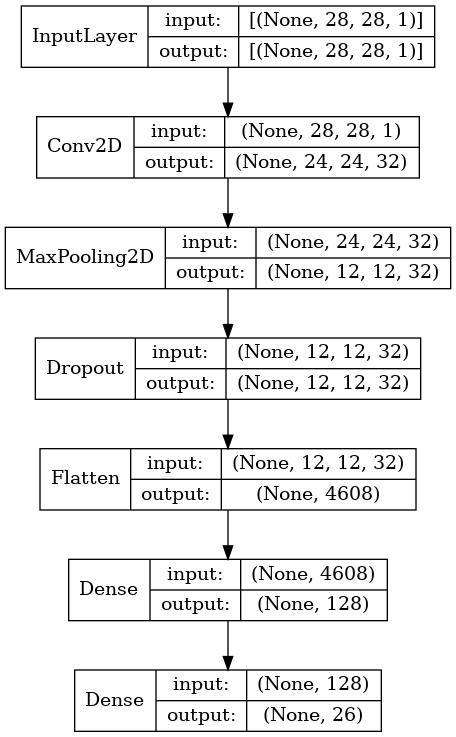 InputLayer input: [(None, 28, 28, 1)]
output: [(None, 28, 28, 1)]
Conv2D input: (None, 28, 28, 1)
output: (None, 24, 24, 32)
MaxPooling2D input: (None, 24, 24, 32)
output: (None, 12, 12, 32)
Dropout input: (None, 12, 12, 32)
output: (None, 12, 12, 32)
Flatten input: (None, 12, 12, 32)
output: (None, 4608)
Dense input: (None, 4608)
output: (None, 128)
Dense input: (None, 128)
output: (None, 26)